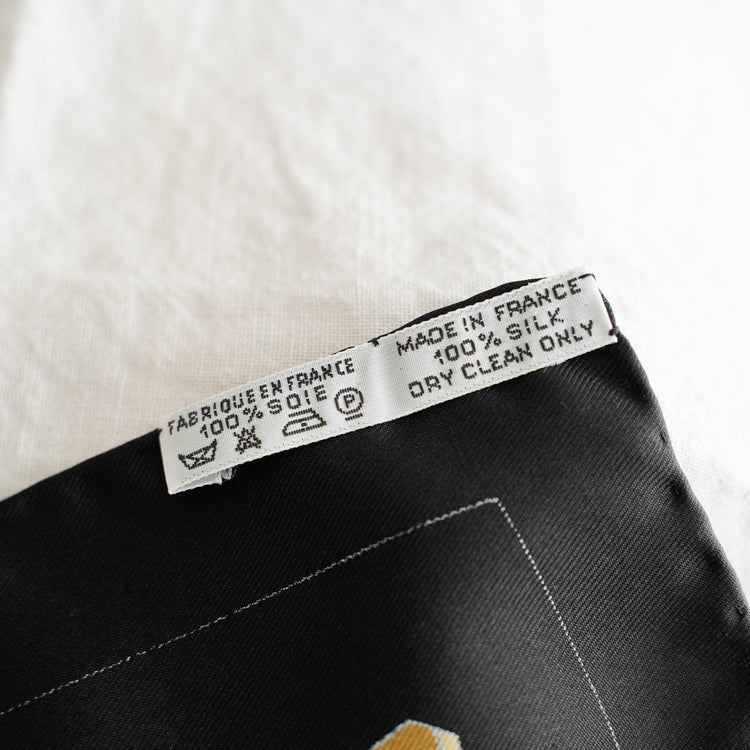 FABRIQUE EN FRANCE
100% SOIE
P
MADE IN FRANCE
100% SILK
DRY CLEAN ONLY